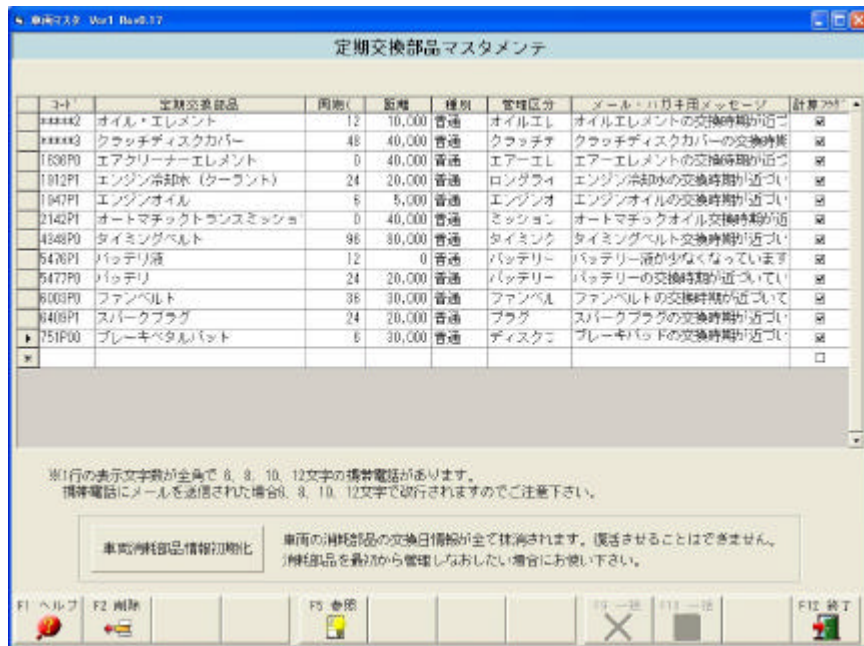 車両マスタ Ver1 Rev0.17
定期交換部品マスタメンテ
コード 定期交換部品 周期( 距離 種別 管理区分 メール・ハガキ用メッセージ 計算フラグ
*****2 オイル・エレメント 12 10,000 普通 オイルエレ オイルエレメントの交換時期が近づ
*****3 クラッチディスクカバー 48 40,000 普通 クラッチデ クラッチディスクカバーの交換時期
1636P0 エアクリーナーエレメント 0 40,000 普通 エアーエレ エアーエレメントの交換時期が近づ
1912P1 エンジン冷却水（クーラント） 24 20,000 普通 ロングライ エンジン冷却水の交換時期が近づい
1947P1 エンジンオイル 6 5,000 普通 エンジンオ エンジンオイルの交換時期が近づい
2142P1 オートマチックトランスミッショ 0 40,000 普通 ミッション オートマチックオイル交換時期が近
4348P0 タイミングベルト 96 80,000 普通 タイミング タイミングベルト交換時期が近づい
5476P1 バッテリ液 12 0 普通 バッテリー バッテリー液が少なくなっています
5477P0 バッテリ 24 20,000 普通 バッテリー バッテリーの交換時期が近づいてい
6003P0 ファンベルト 36 30,000 普通 ファンベル ファンベルトの交換時期が近づいて
6409P1 スパークプラグ 24 20,000 普通 プラグ スパークプラグの交換時期が近づい
751P00 ブレーキペダルパット 6 30,000 普通 ディスクブ ブレーキパッドの交換時期が近づい
※1行の表示文字数が全角で 6、8、10、12文字の携帯電話があります。
携帯電話にメールを送信された場合6、8、10、12文字で改行されますのでご注意下さい。
車両消耗部品情報初期化
車両の消耗部品の交換日情報が全て抹消されます。復活させることはできません。
消耗部品を最初から管理しなおしたい場合にお使い下さい。
F1 ヘルプ F2 削除 F5 参照 F12 終了